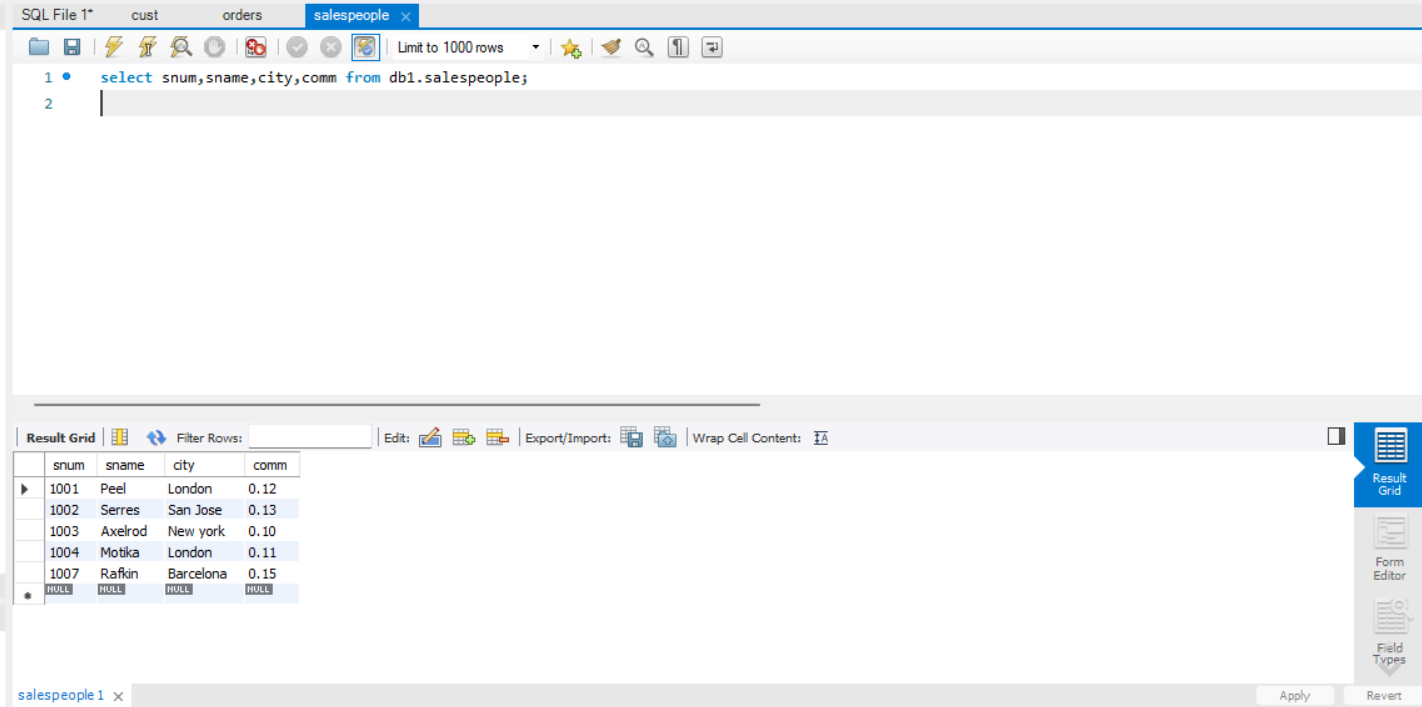 SQL File 1* cust orders salespeople
Limit to 1000 rows
1 select snum,sname,city,comm from db1.salespeople;
2
Result Grid Filter Rows: Edit: Export/Import: Wrap Cell Content: IA
snum sname city comm
1001 Peel London 0.12
1002 Serres San Jose 0.13
1003 Axelrod New york 0.10
1004 Motika London 0.11
1007 Rafkin Barcelona 0.15
NULL NULL NULL NULL
Result
Grid
Form
Editor
Field
Types
salespeople 1 Apply Revert